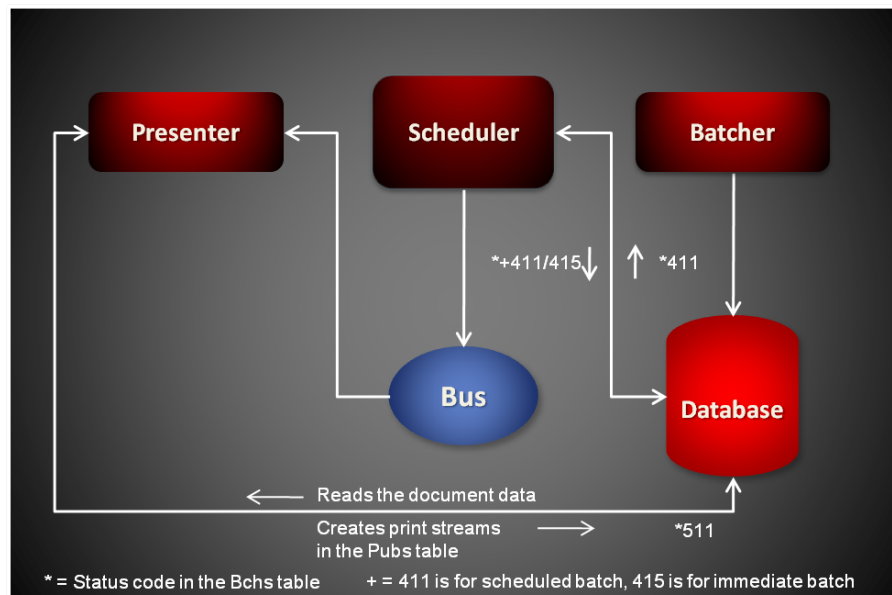 Presenter
Scheduler
Batcher
*+411/415
*411
Bus
Database
Reads the document data
Creates print streams
in the Pubs table
*511
* = Status code in the Bchs table
+ = 411 is for scheduled batch, 415 is for immediate batch